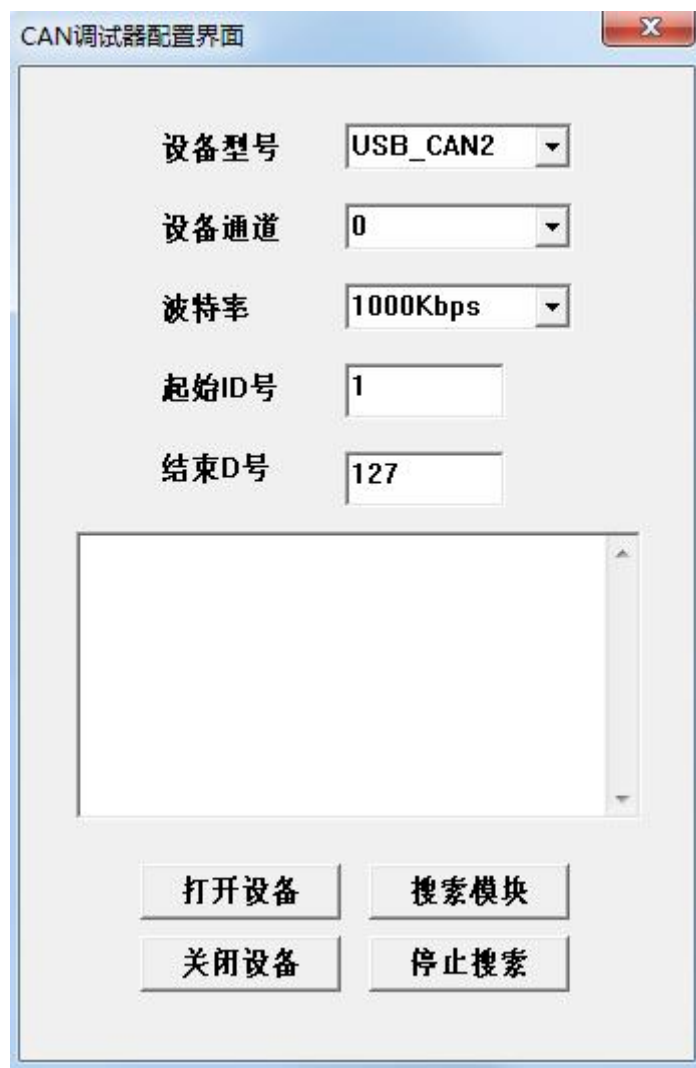 CAN调试器配置界面
设备型号 USB_CAN2
设备通道 0
波特率 1000Kbps
起始ID号 1
结束D号 127
打开设备 搜索模块
关闭设备 停止搜索